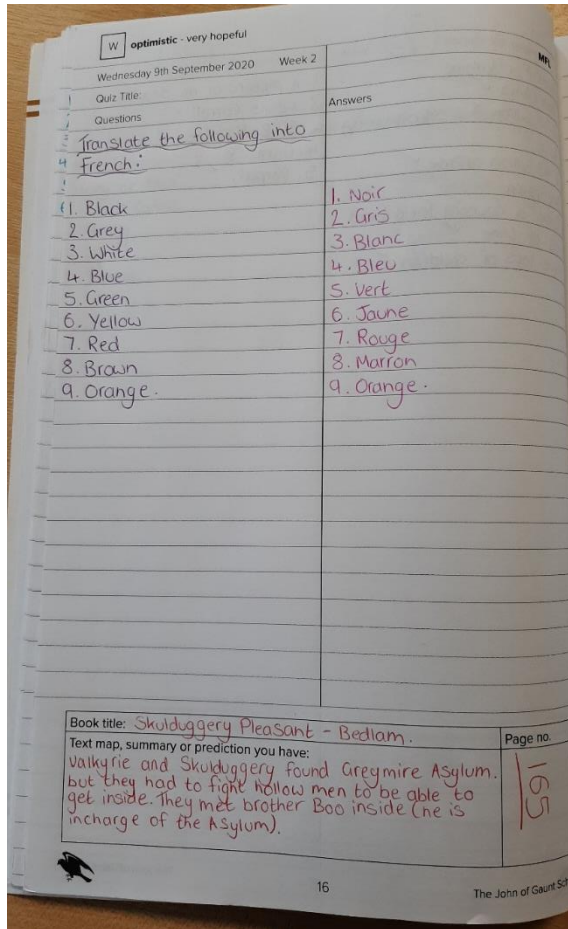 W optimistic - very hopeful
Wednesday 9th September 2020 Week 2
MFL
Quiz Title:
Questions
Answers
Translate the following into
French:
1. Black
2. Grey
3. White
4. Blue
5. Green
6. Yellow
7. Red
8. Brown
9. Orange.
1. Noir
2. Gris
3. Blanc
4. Bleu
5. Vert
6. Jaune
7. Rouge
8. Marron
9. Orange.
Book title: Skulduggery Pleasant - Bedlam.
Text map, summary or prediction you have:
Valkyrie and Skulduggery found Greymire Asylum.
but they had to fight hollow men to be able to
get inside. They met brother Boo inside (he is
incharge of the Asylum).
Page no.
165
16
The John of Gaunt Sch